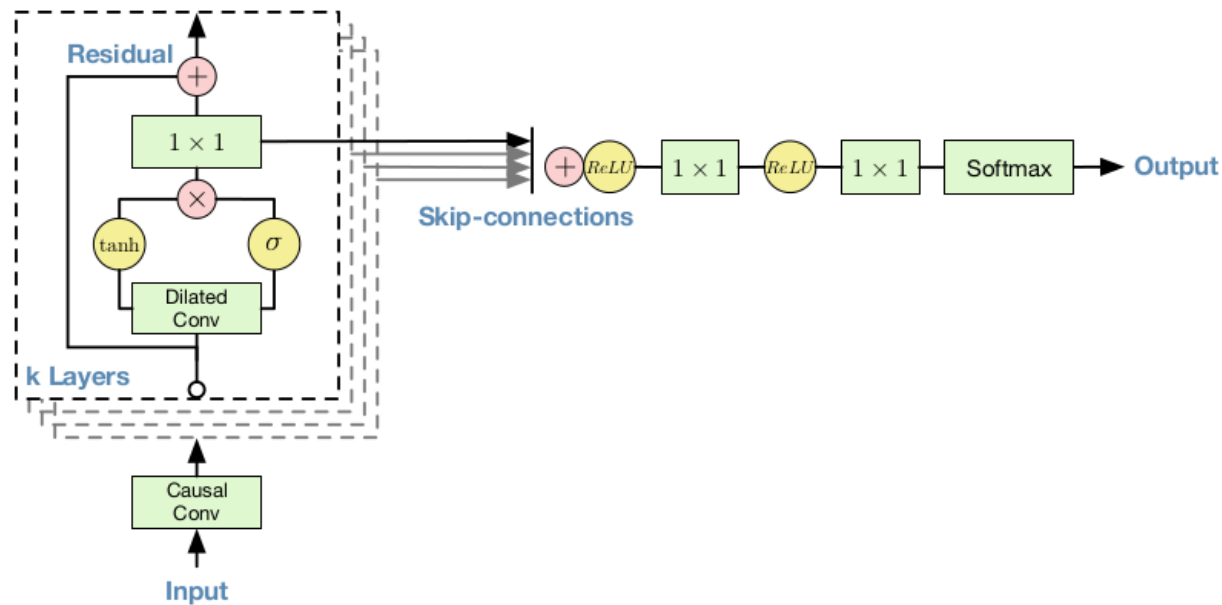 Residual
+
1 × 1
×
tanh
σ
Dilated
Conv
k Layers
Causal
Conv
Input
+
ReLU
1 × 1
ReLU
1 × 1
Softmax
Output
Skip-connections